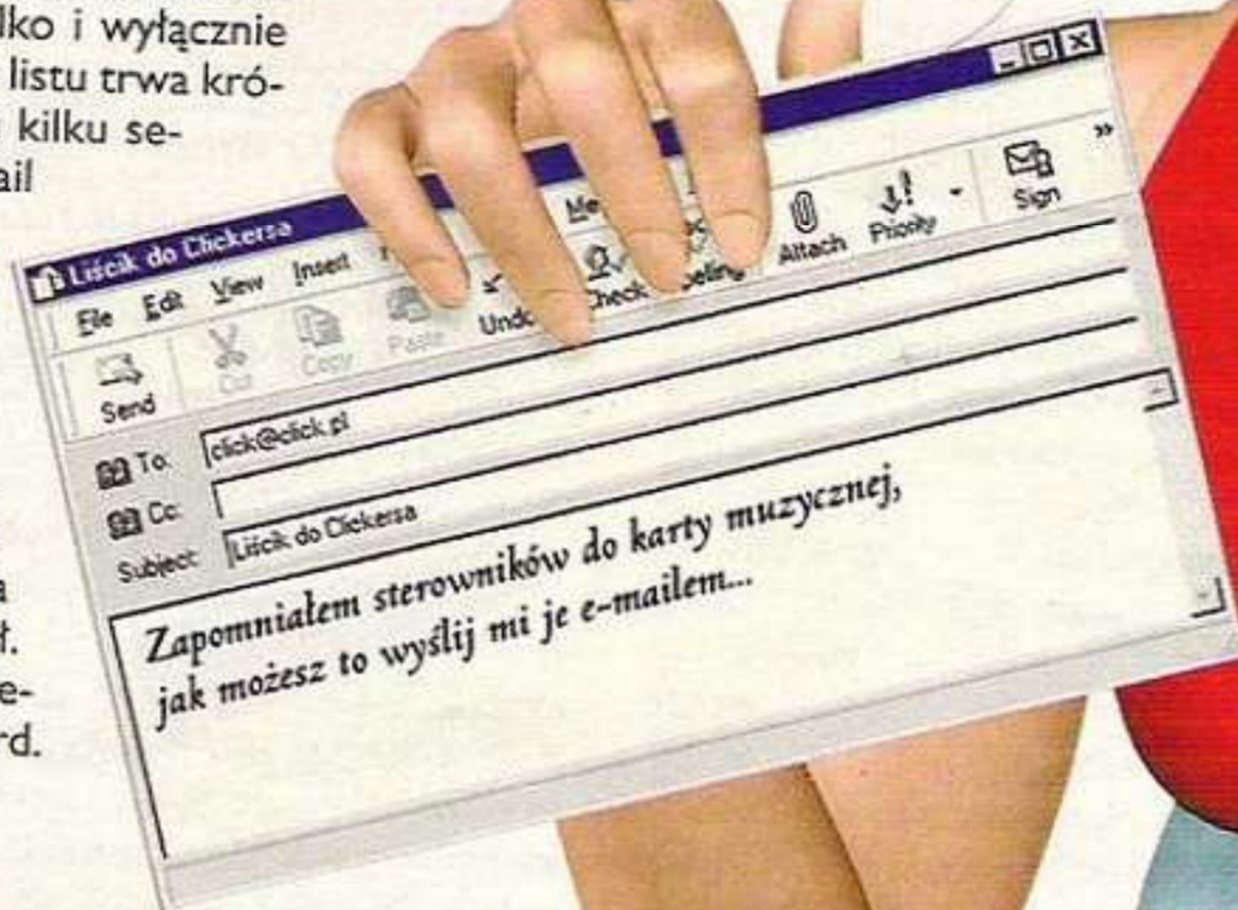 lko i wyłącznie
listu trwa kró-
kilku se-
ail
Liścik do Clickersa
File Edit View Insert Me
Send Cut Copy Paste Undo Check Attach Priority Sign »
To: click@click.pl
Cc:
Subject: Liścik do Clickersa
Zapomniałem sterowników do karty muzycznej,
jak możesz to wyślij mi je e-mailem...
a
ł.
e-
rd.